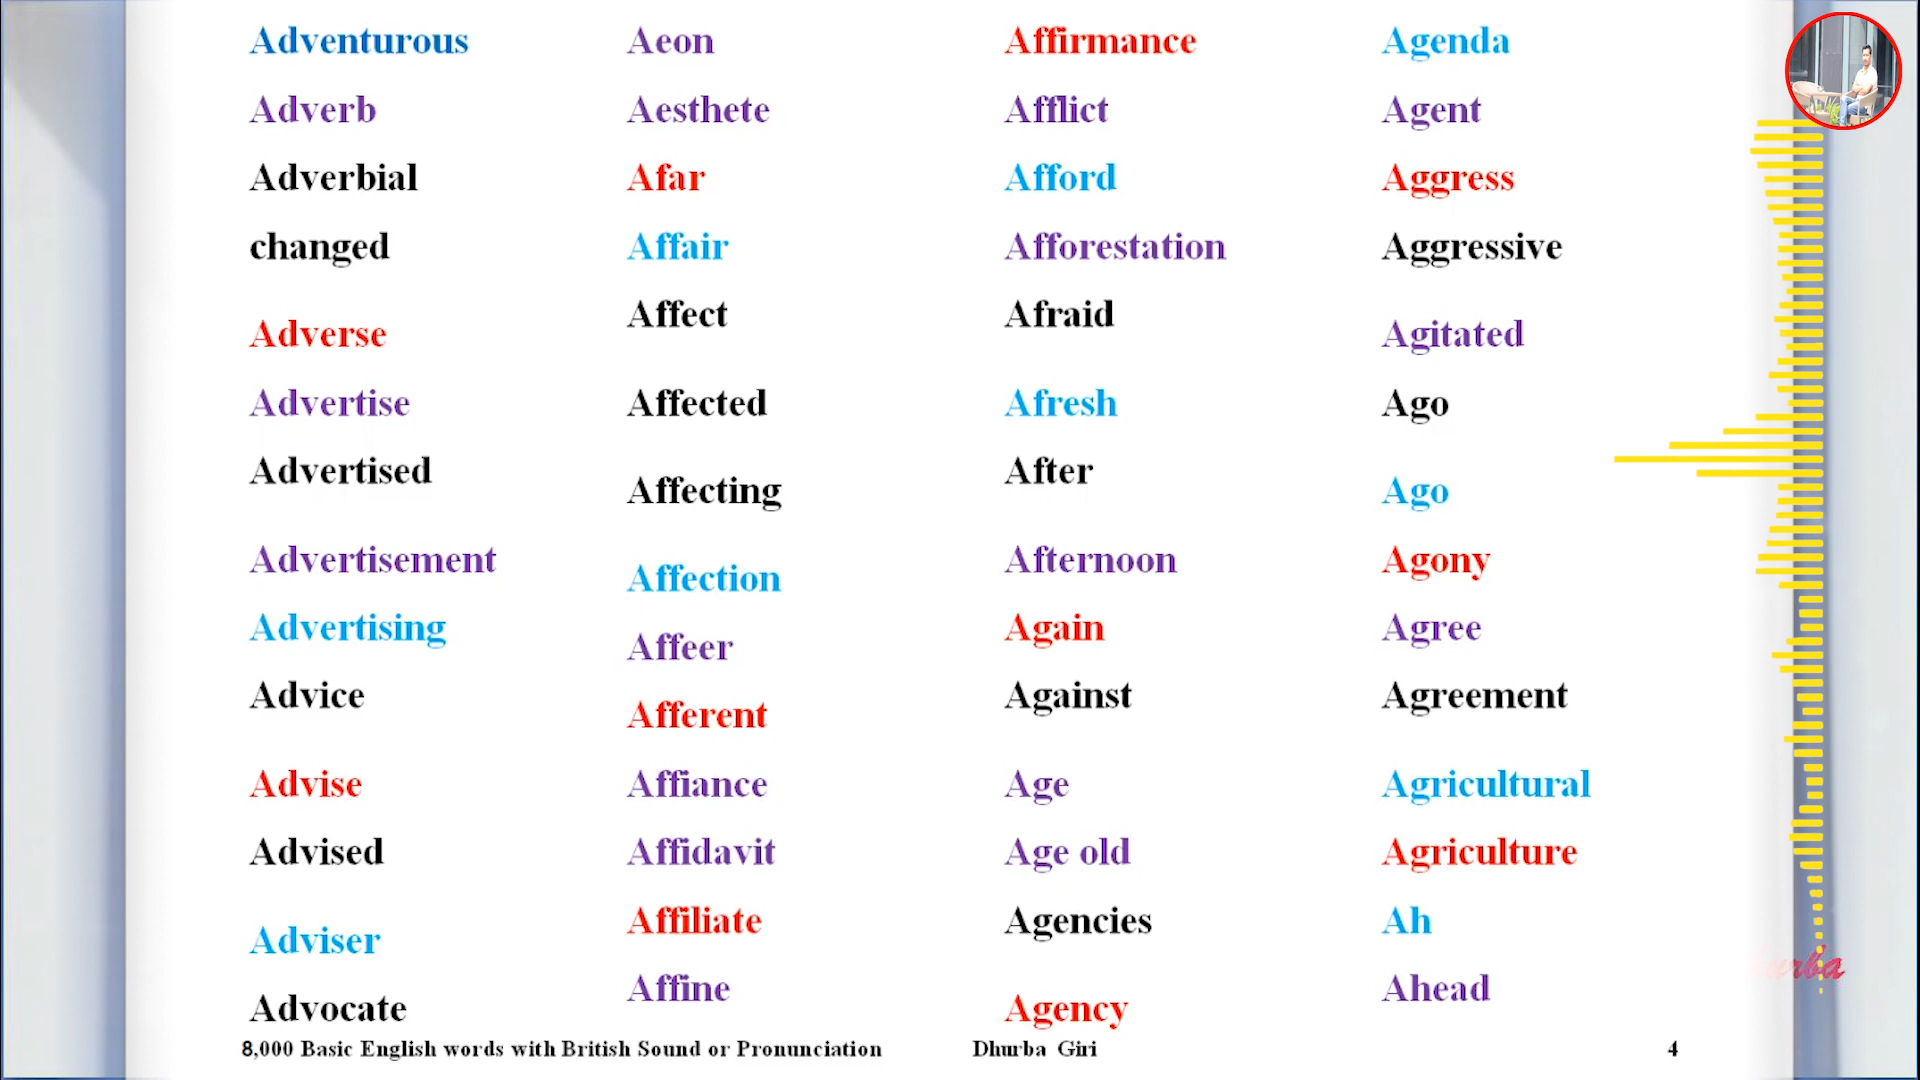 Adventurous
Adverb
Adverbial
changed
Adverse
Advertise
Advertised
Advertisement
Advertising
Advice
Advise
Advised
Adviser
Advocate
Aeon
Aesthete
Afar
Affair
Affect
Affected
Affecting
Affection
Affeer
Afferent
Affiance
Affidavit
Affiliate
Affine
Affirmance
Afflict
Afford
Afforestation
Afraid
Afresh
After
Afternoon
Again
Against
Age
Age old
Agencies
Agency
Agenda
Agent
Aggress
Aggressive
Agitated
Ago
Ago
Agony
Agree
Agreement
Agricultural
Agriculture
Ah
Ahead
8,000 Basic English words with British Sound or Pronunciation Dhurba Giri 4